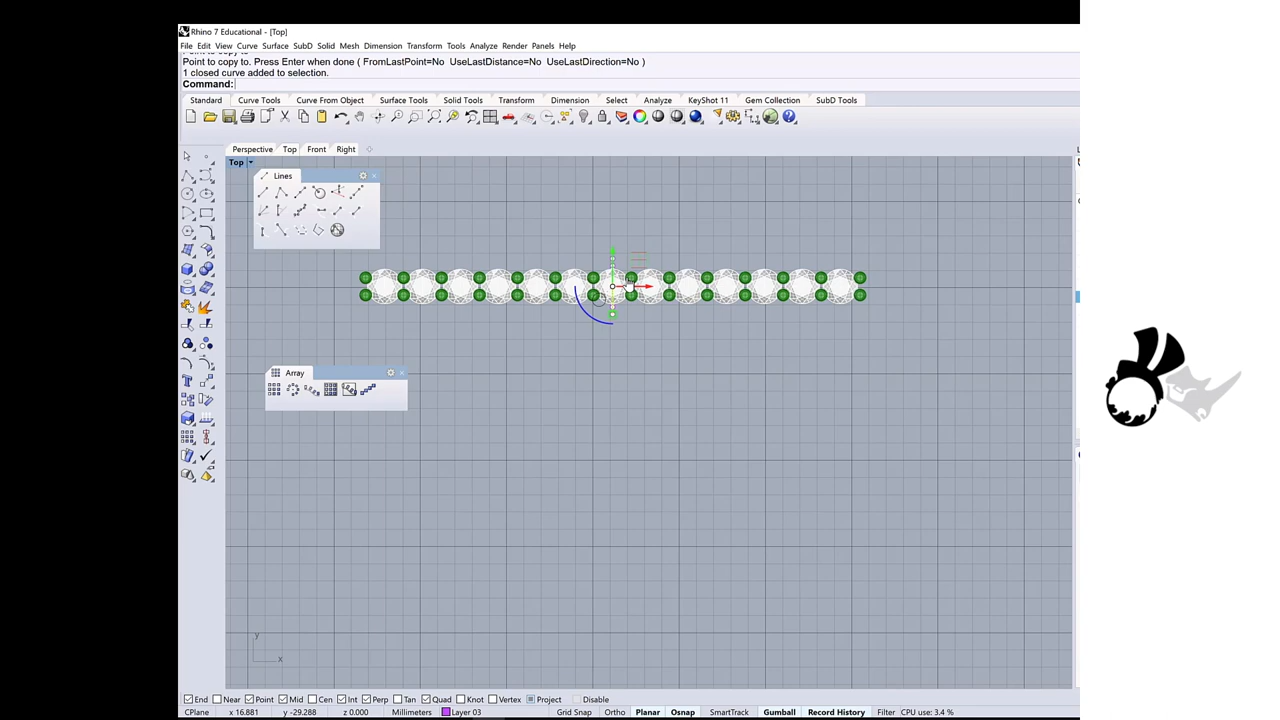 Rhino 7 Educational - [Top]
File Edit View Curve Surface SubD Solid Mesh Dimension Transform Tools Analyze Render Panels Help
Point to copy to. Press Enter when done ( FromLastPoint=No UseLastDistance=No UseLastDirection=No )
1 closed curve added to selection.
Command:
Standard Curve Tools Curve From Object Surface Tools Solid Tools Transform Dimension Select Analyze KeyShot 11 Gem Collection SubD Tools
Perspective Top Front Right
Top
Lines
Array
y
x
End Near Point Mid Cen Int Perp Tan Quad Knot Vertex Project Disable
CPlane x 16.881 y -29.288 z 0.000 Millimeters Layer 03 Grid Snap Ortho Planar Osnap SmartTrack Gumball Record History Filter CPU use: 3.4 %